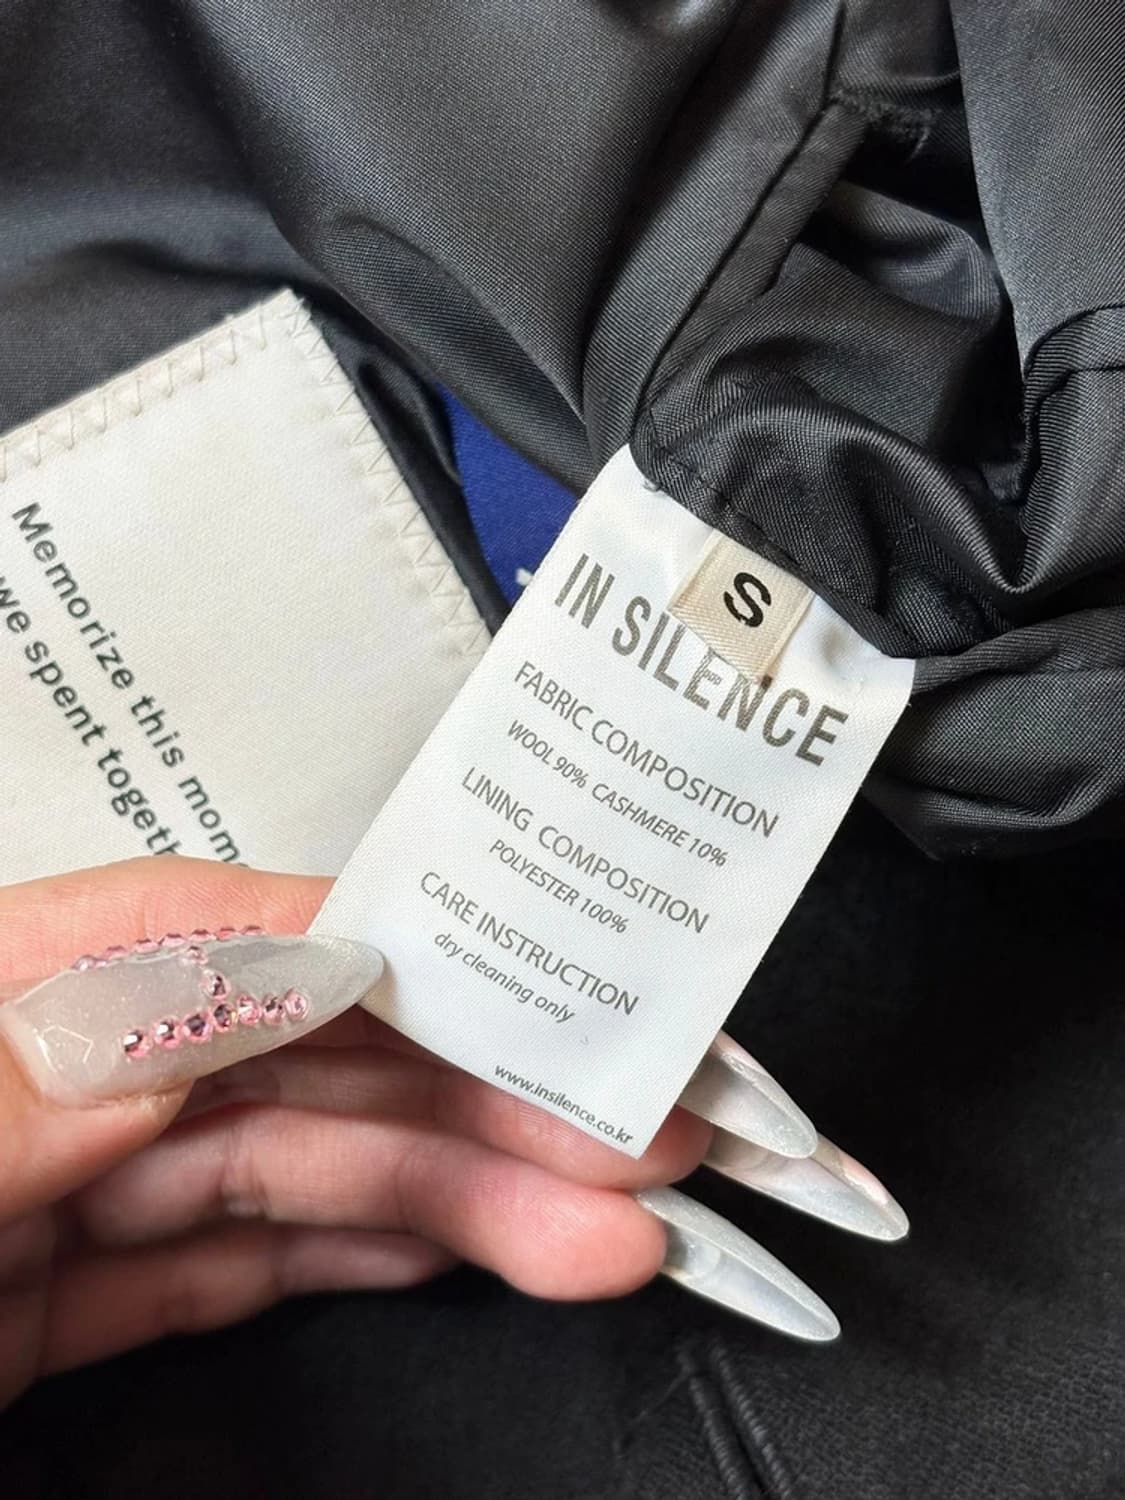 Memorize this mom
we spent togeth
S
IN SILENCE
FABRIC COMPOSITION
WOOL 90% CASHMERE 10%
LINING COMPOSITION
POLYESTER 100%
CARE INSTRUCTION
dry cleaning only
www.insilence.co.kr